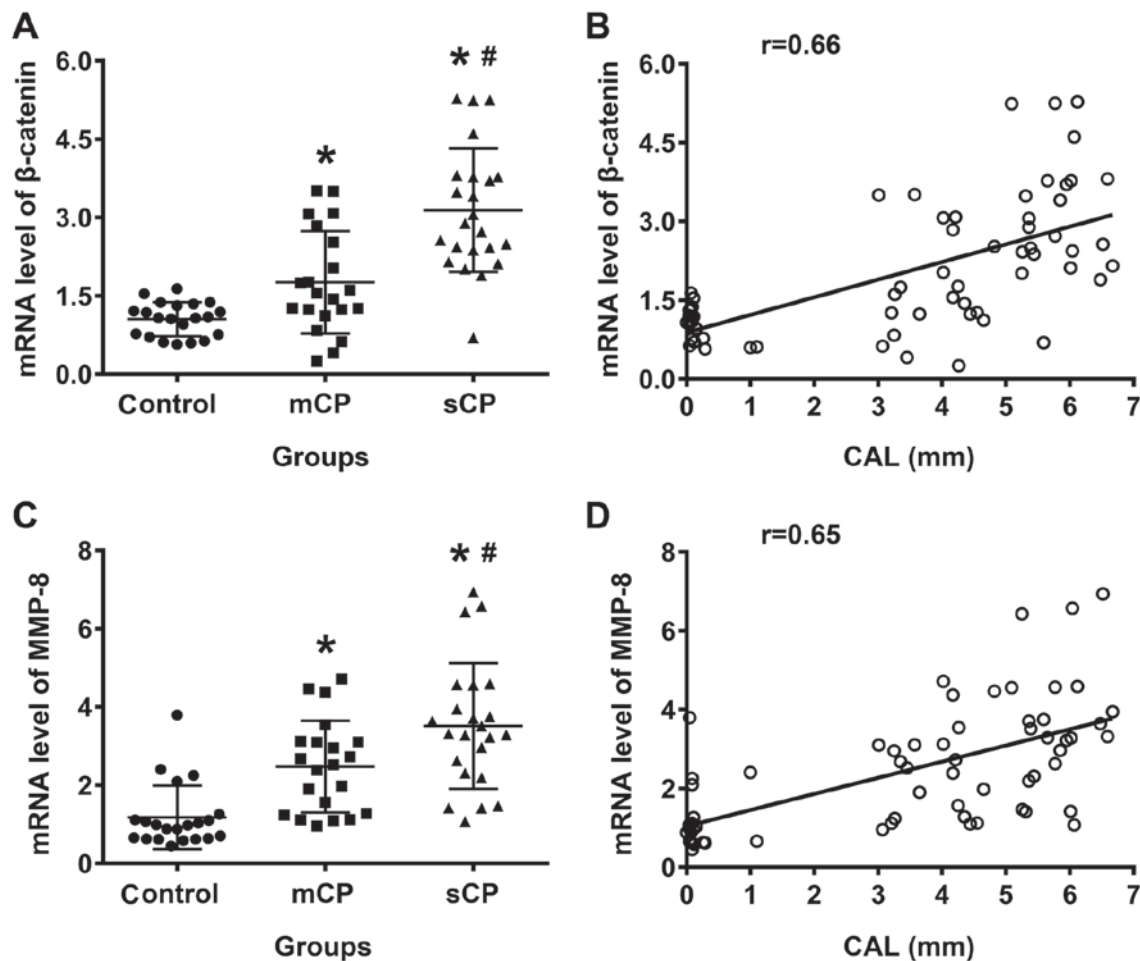 A
mRNA level of β-catenin
6.0
4.5
3.0
1.5
0.0
*
* #
Control mCP sCP
Groups
B
r=0.66
mRNA level of β-catenin
6.0
4.5
3.0
1.5
0.0
0 1 2 3 4 5 6 7
CAL (mm)
C
mRNA level of MMP-8
8
6
4
2
0
*
* #
Control mCP sCP
Groups
D
r=0.65
mRNA level of MMP-8
8
6
4
2
0
0 1 2 3 4 5 6 7
CAL (mm)